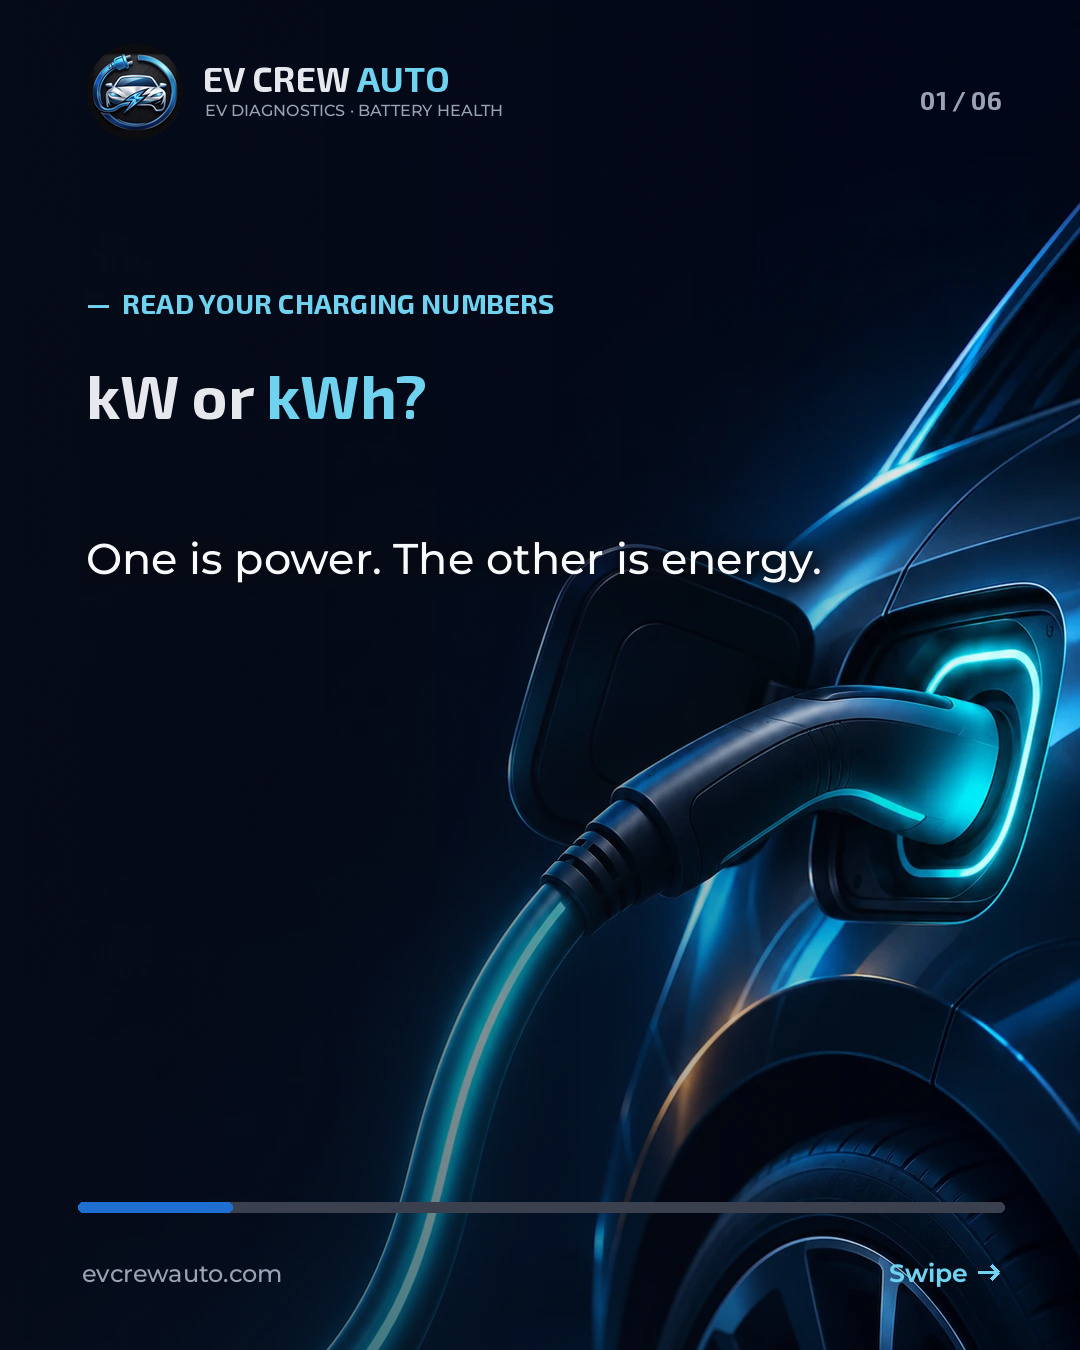 EV CREW AUTO
EV DIAGNOSTICS · BATTERY HEALTH
01 / 06
— READ YOUR CHARGING NUMBERS
kW or kWh?
One is power. The other is energy.
evcrewauto.com
Swipe →